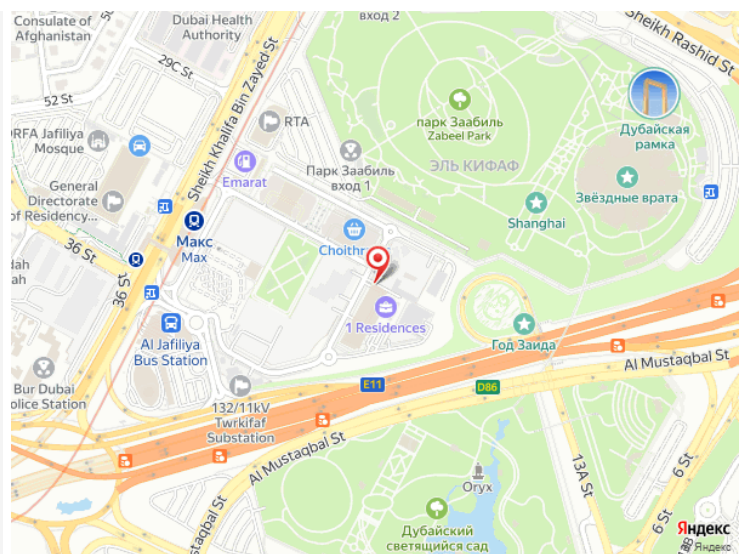 Consulate of
Afghanistan
Dubai Health
Authority
вход 2
Sheikh Rashid St
29C St
52 St
Sheikh Khalifa Bin Zayed St
RTA
парк Заабиль
Zabeel Park
Дубайская
рамка
Jafiliya
Mosque
Emarat
Парк Заабиль
вход 1
ЭЛЬ КИФАФ
Звёздные врата
General
Directorate
of Residency...
Shanghai
Макс
Max
36 St
36 St
1 Residences
Год Заида
Al Jafiliya
Bus Station
Al Mustaqbal St
E11
D86
Bur Dubai
Police Station
132/11kV
Twrkifaf
Substation
Al Mustaqbal St
13A St
6 St
6 St
Oryx
Дубайский
светящийся сад
Яндекс
© Яндекс